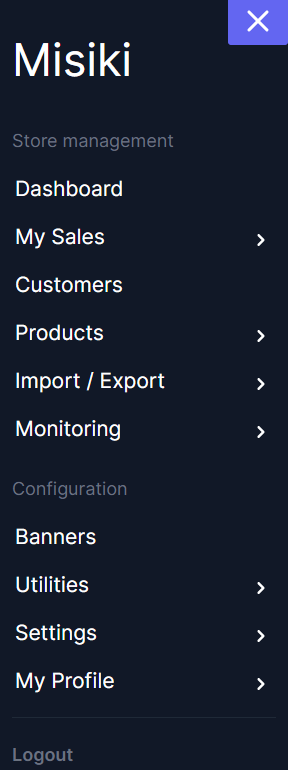 Misiki
Store management
Dashboard
My Sales
Customers
Products
Import / Export
Monitoring
Configuration
Banners
Utilities
Settings
My Profile
Logout